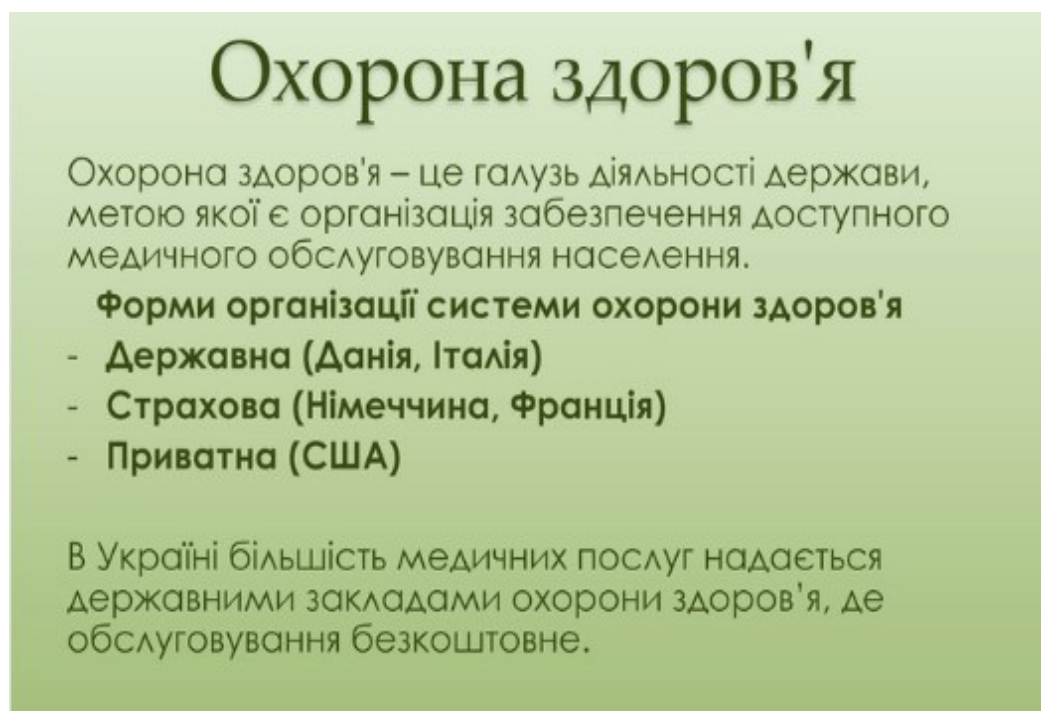 Охорона здоров'я
Охорона здоров'я – це галузь діяльності держави,
метою якої є організація забезпечення доступного
медичного обслуговування населення.
Форми організації системи охорони здоров'я
- Державна (Данія, Італія)
- Страхова (Німеччина, Франція)
- Приватна (США)
В Україні більшість медичних послуг надається
державними закладами охорони здоров’я, де
обслуговування безкоштовне.